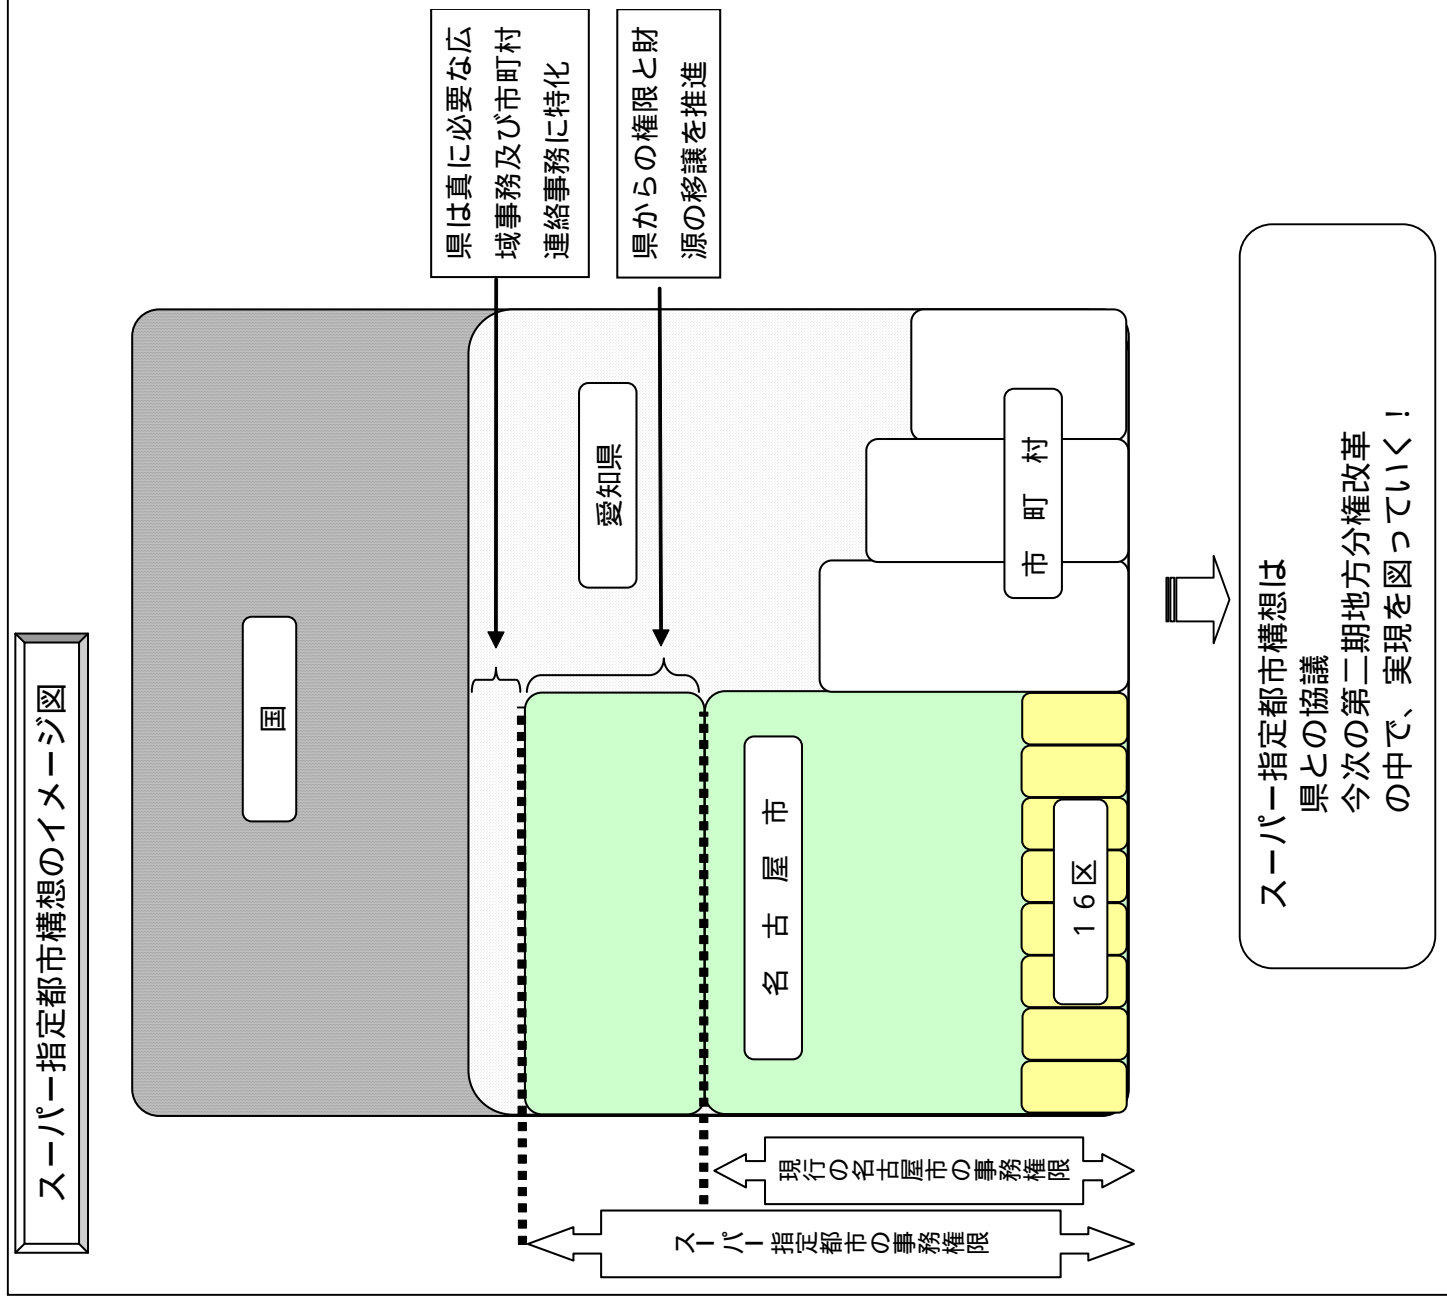 スーパー指定都市構想のイメージ図
国
県は真に必要な広
域事務及び市町村
連絡事務に特化
愛知県
県からの権限と財
源の移譲を推進
名 古 屋 市
市 町 村
16区
現行の名古屋市の事務権限
スーパー指定都市の事務権限
スーパー指定都市構想は
県との協議
今次の第二期地方分権改革
の中で、実現を図っていく！